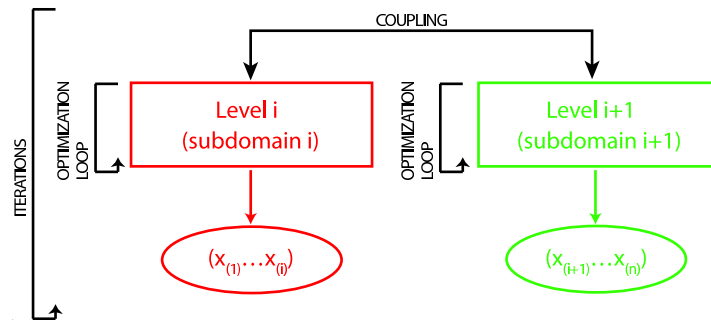 COUPLING
ITERATIONS
OPTIMIZATION
LOOP
Level i
(subdomain i)
OPTIMIZATION
LOOP
Level i+1
(subdomain i+1)
(x(1)...x(i))
(x(i+1)...x(n))